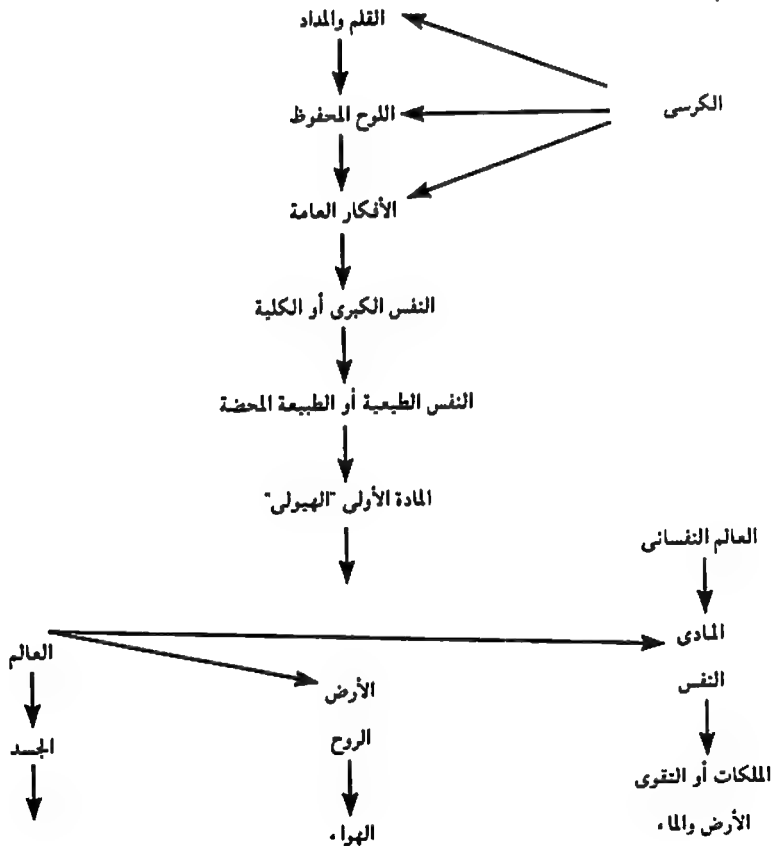 القلم والمداد
الكرسى
اللوح المحفوظ
الأفكار العامة
النفس الكبرى أو الكلية
النفس الطبعية أو الطبيعة المحضة
المادة الأولى "الهيولى"
العالم النفسانى
المادى
العالم
النفس
الأرض
الروح
الجسد
الملكات أو التقوى
الأرض والماء
الهواء